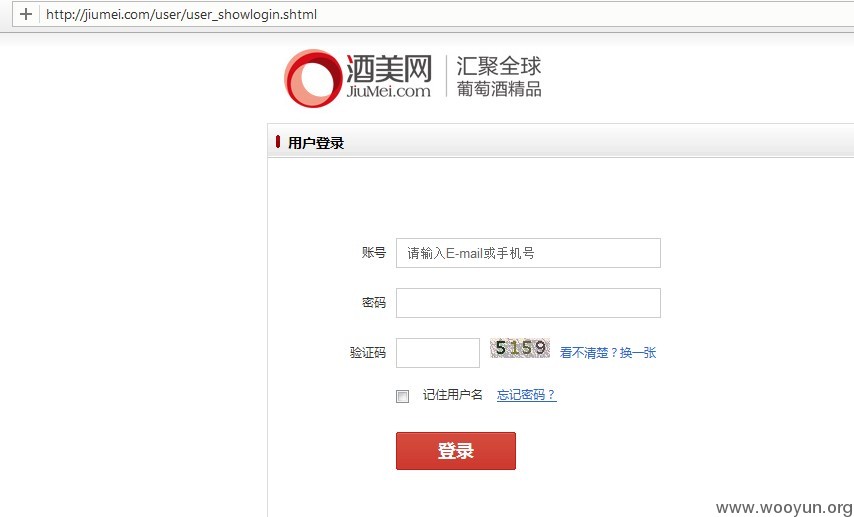 http://jiumei.com/user/user_showlogin.shtml
酒美网
JiuMei.com
汇聚全球
葡萄酒精品
用户登录
账号 请输入E-mail或手机号
密码
验证码 5159 看不清楚？换一张
记住用户名 忘记密码？
登录
www.wooyun.org